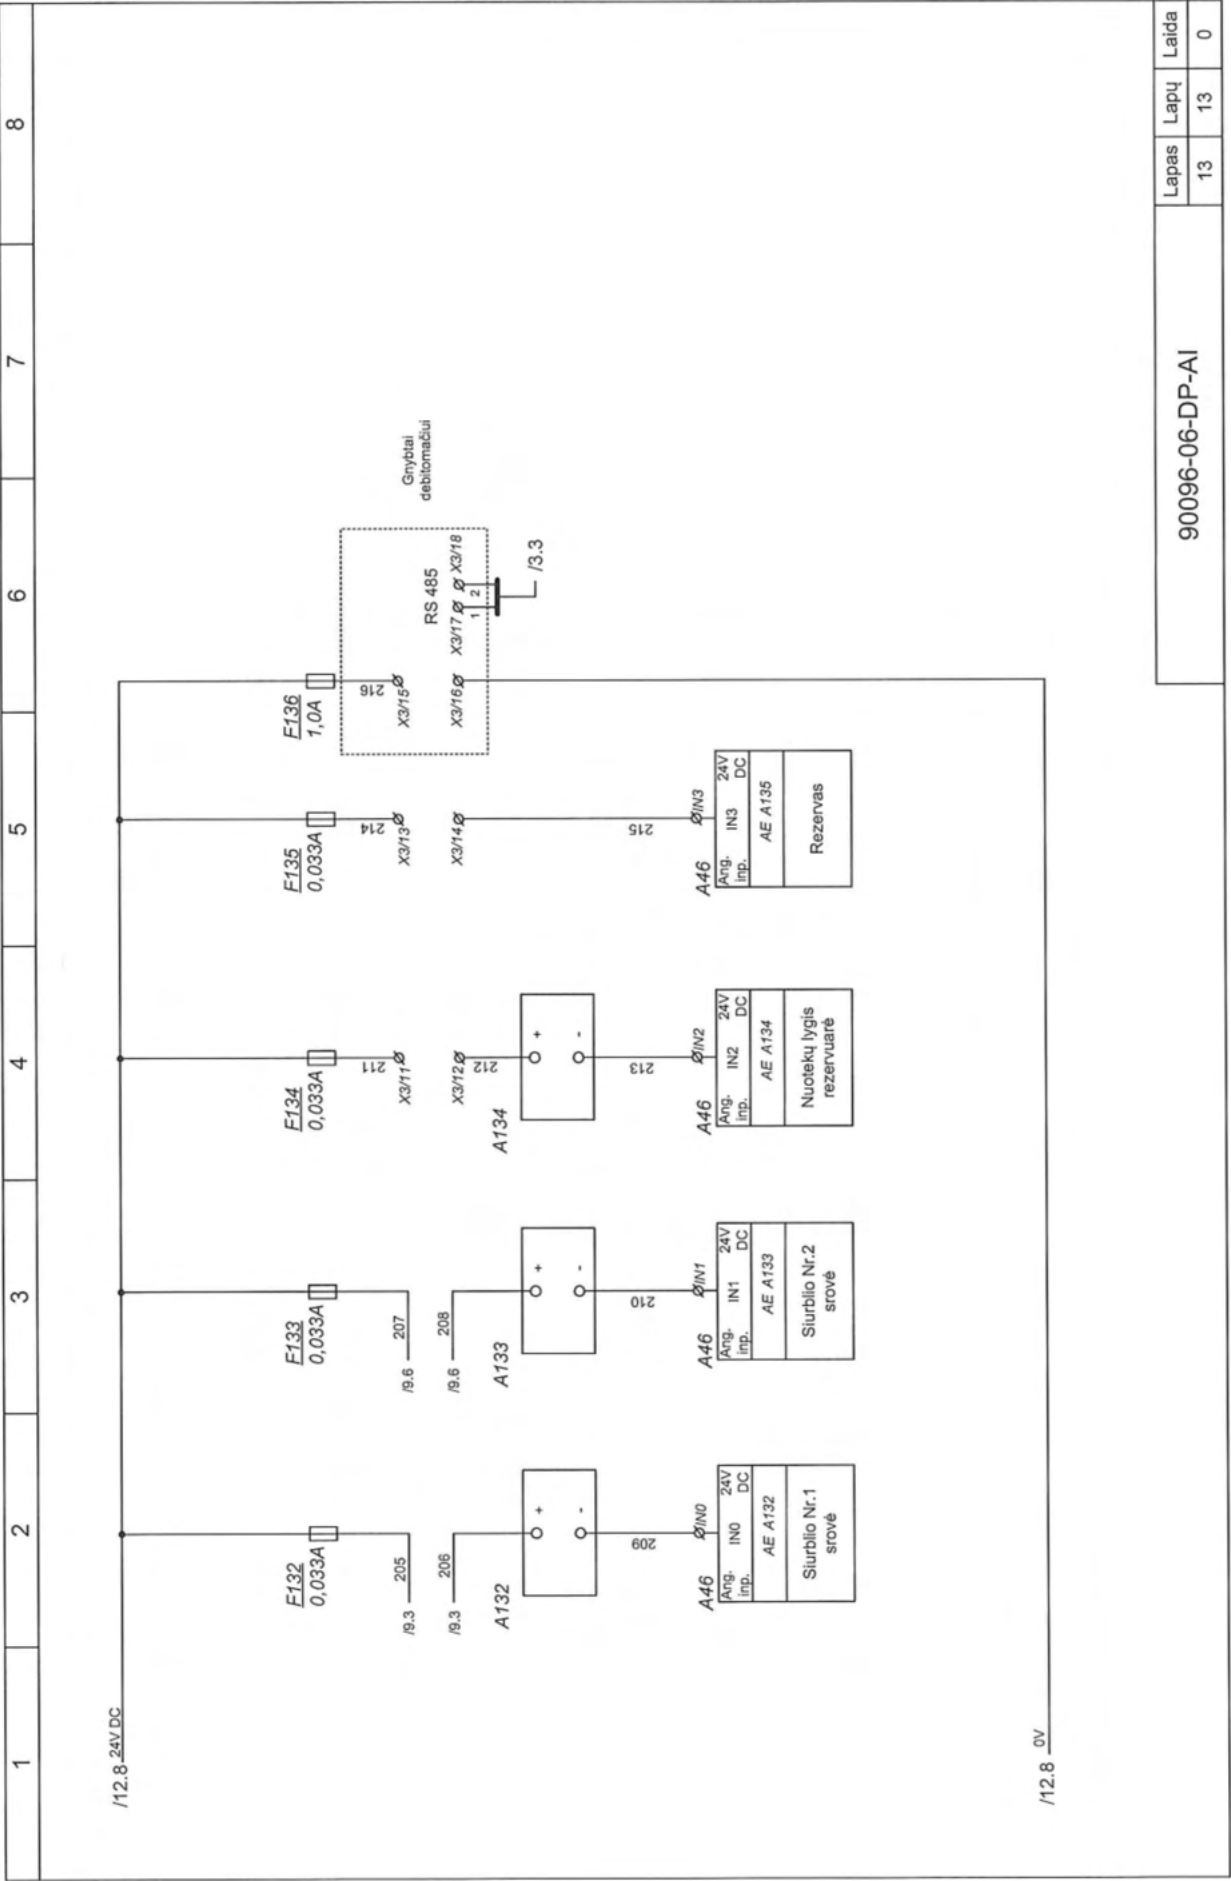 1
2
3
4
5
6
7
8
/12.8 24V DC
F132
0,033A
F133
0,033A
F134
0,033A
F135
0,033A
F136
1,0A
/9.3 205
/9.6 207
211
X3/11
214
X3/13
216
X3/15
/9.3 206
/9.6 208
X3/12
212
X3/14
X3/16
RS 485
X3/17
X3/18
1
2
/3.3
Gnybtai
debitomačiui
A132
+
-
A133
+
-
A134
+
-
209
210
213
215
IN0
IN1
IN2
IN3
A46
Ang. inp.
IN0
24V DC
AE A132
Siurblio Nr.1
srovė
A46
Ang. inp.
IN1
24V DC
AE A133
Siurblio Nr.2
srovė
A46
Ang. inp.
IN2
24V DC
AE A134
Nuotekų lygis
rezervuarė
A46
Ang. inp.
IN3
24V DC
AE A135
Rezervas
/12.8 0V
90096-06-DP-AI
Lapas Lapų Laida
13 13 0